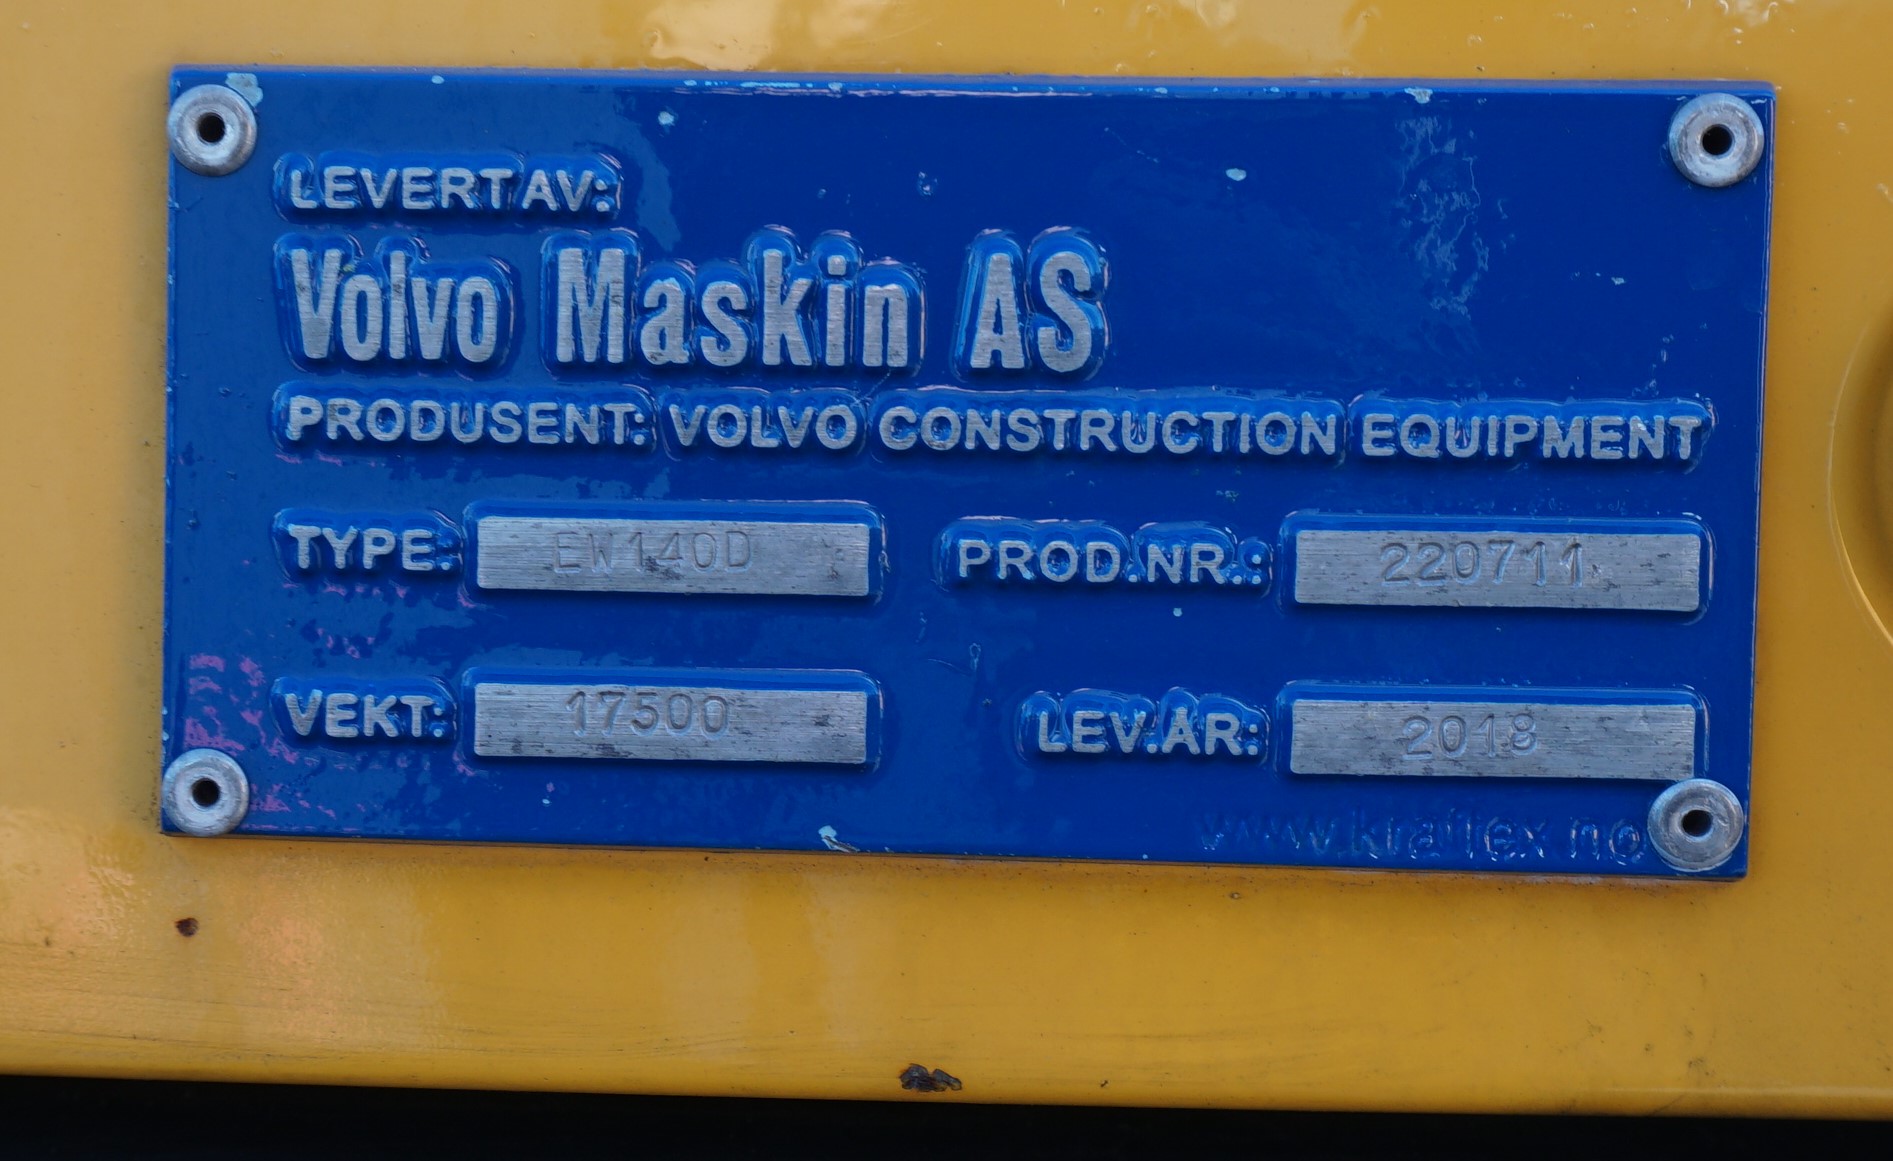 LEVERT AV:
Volvo Maskin AS
PRODUSENT: VOLVO CONSTRUCTION EQUIPMENT
TYPE: EW140D PROD.NR.: 220711
VEKT: 17500 LEV.ÅR: 2018
www.kraftex.no